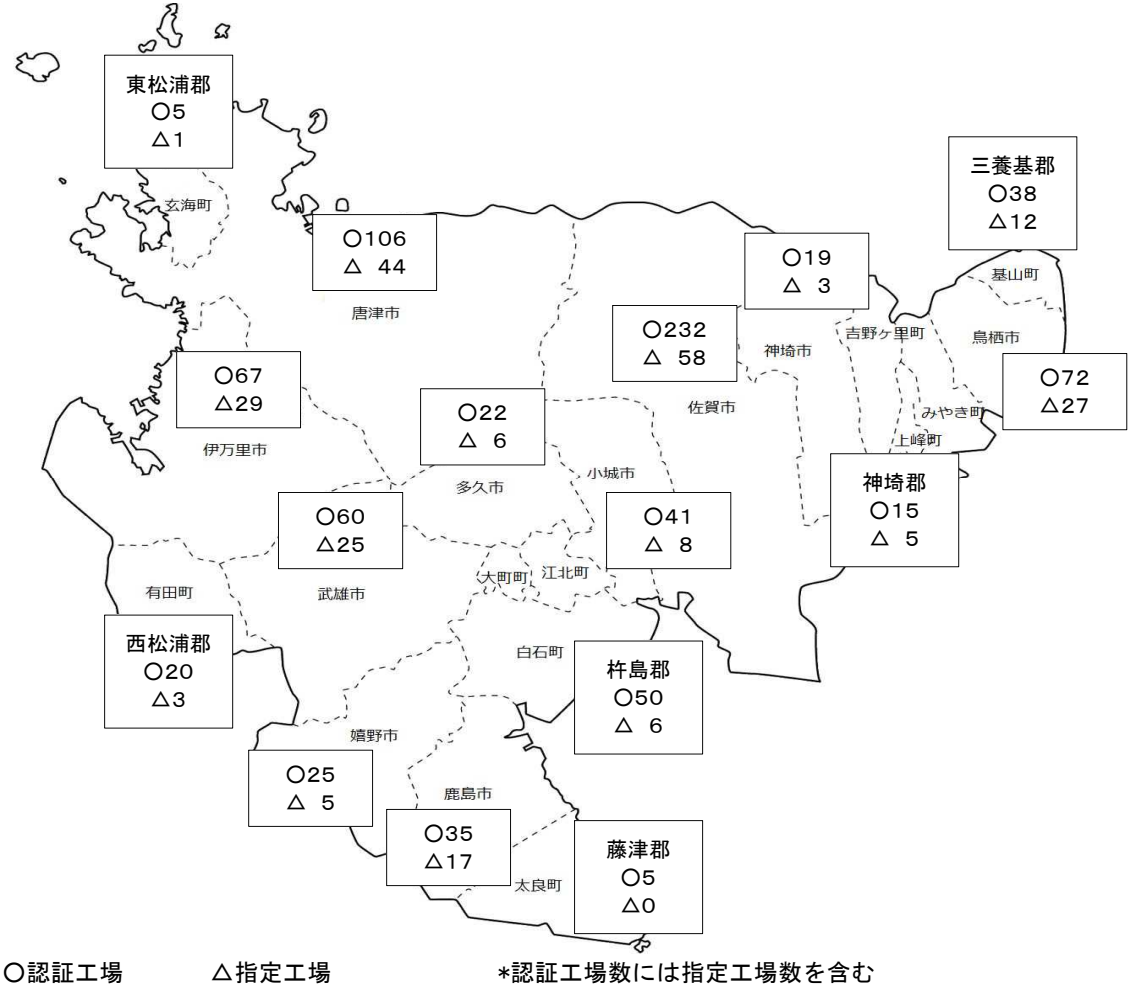 東松浦郡
○5
△1
玄海町
三養基郡
○38
△12
基山町
○106
△ 44
唐津市
○19
△ 3
吉野ヶ里町
鳥栖市
○232
△ 58
神埼市
佐賀市
○67
△29
伊万里市
○72
△27
○22
△ 6
多久市
みやき町
上峰町
小城市
神埼郡
○15
△ 5
○60
△25
武雄市
○41
△ 8
大町町
江北町
有田町
西松浦郡
○20
△3
白石町
杵島郡
○50
△ 6
嬉野市
○25
△ 5
鹿島市
○35
△17
太良町
藤津郡
○5
△0
○認証工場 △指定工場 *認証工場数には指定工場数を含む